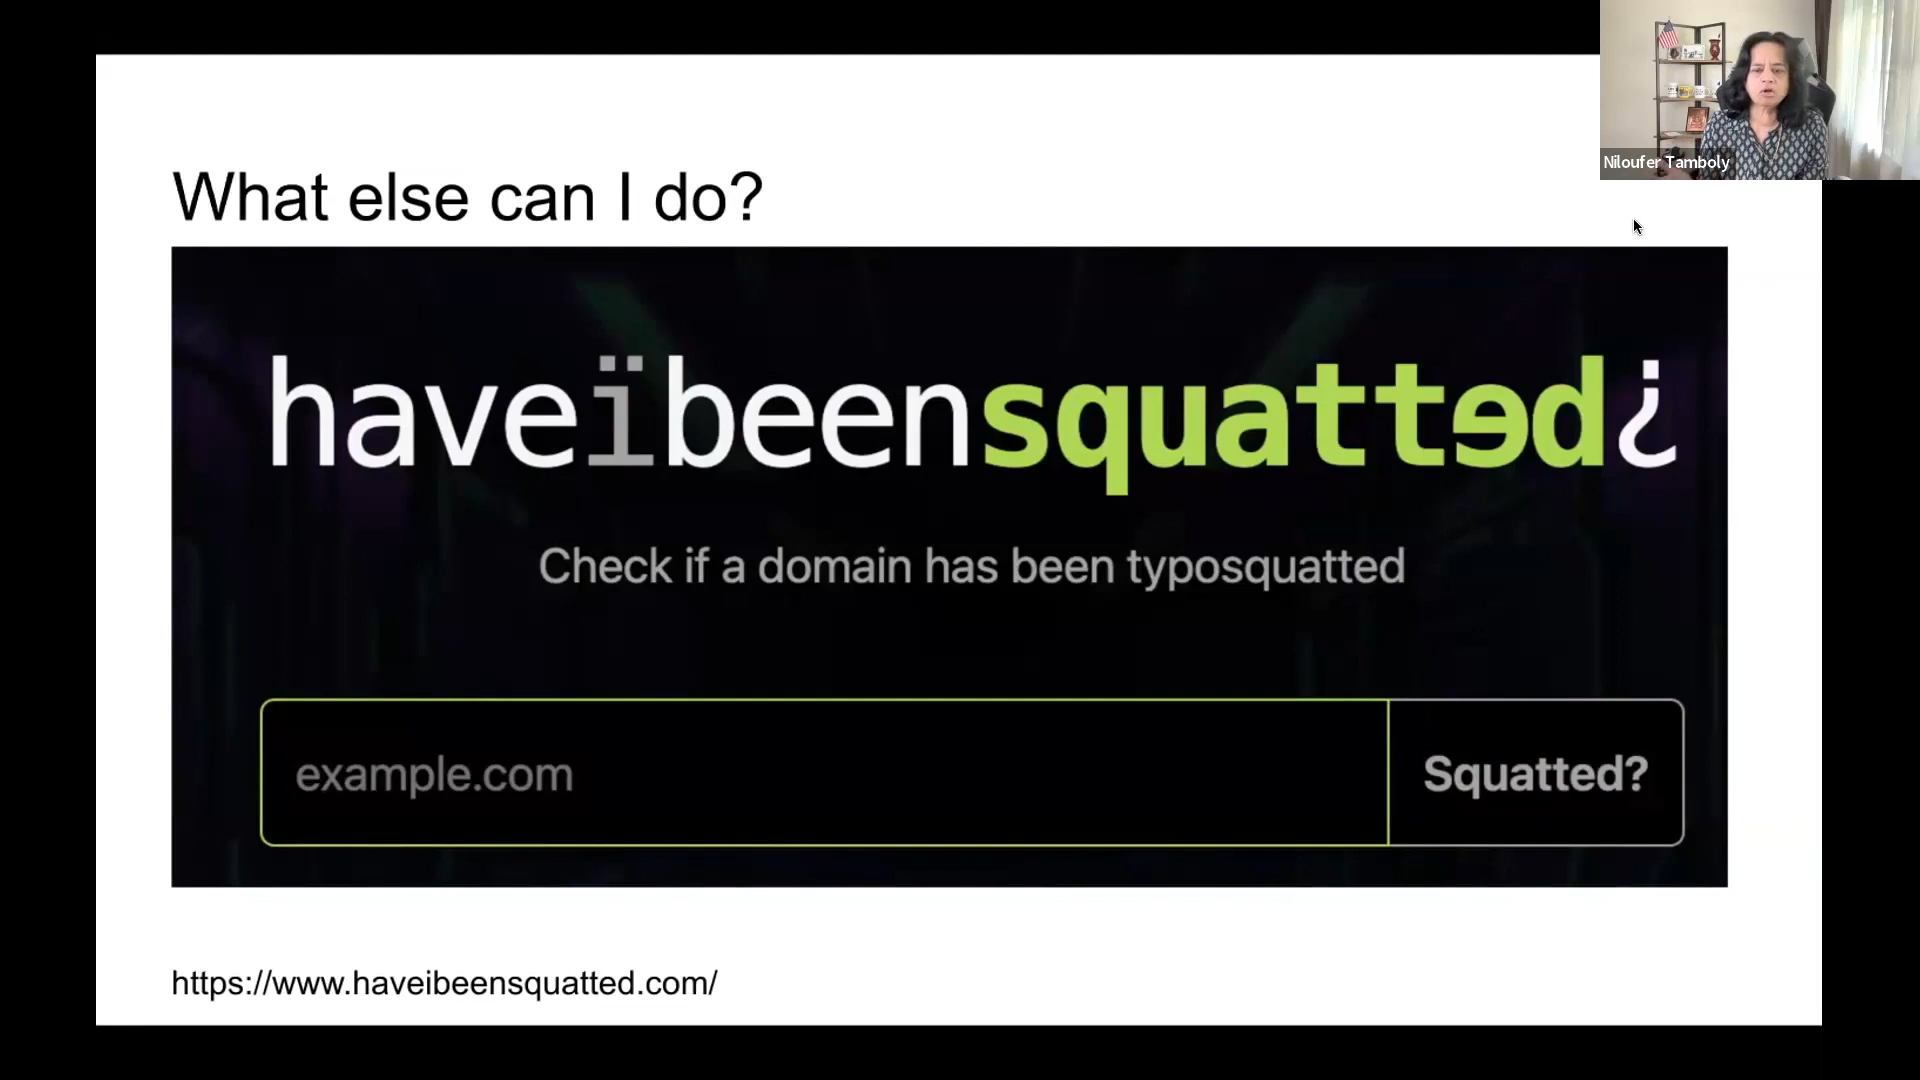 Niloufer Tamboly
What else can I do?
haveïbeensquattɘd¿
Check if a domain has been typosquatted
example.com
Squatted?
https://www.haveibeensquatted.com/